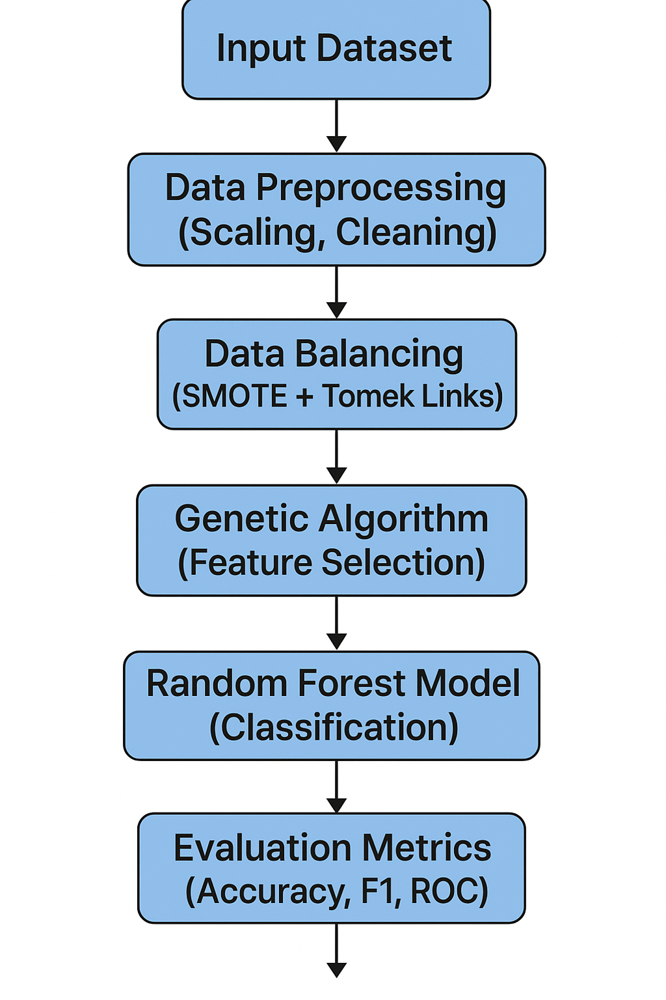 Input Dataset
Data Preprocessing
(Scaling, Cleaning)
Data Balancing
(SMOTE + Tomek Links)
Genetic Algorithm
(Feature Selection)
Random Forest Model
(Classification)
Evaluation Metrics
(Accuracy, F1, ROC)